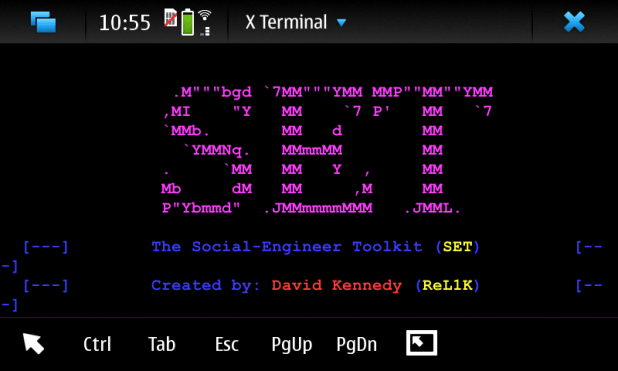 10:55 X Terminal
.M"""bgd `7MM"""YMM MMP""MM""YMM
,MI    "Y   MM    `7 P'   MM   `7
`MMb.       MM   d        MM
  `YMMNq.   MMmmMM        MM
.     `MM   MM   Y  ,     MM
Mb     dM   MM     ,M     MM
P"Ybmmd"  .JMMmmmmMMM   .JMML.
[---]        The Social-Engineer Toolkit (SET)         [--
-]
[---]        Created by: David Kennedy (ReL1K)         [--
-]
Ctrl Tab Esc PgUp PgDn